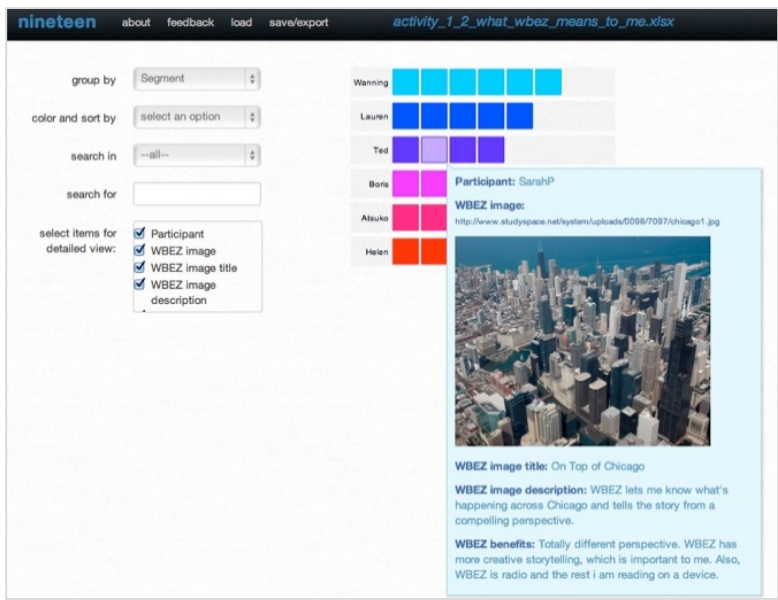 nineteen about feedback load save/export activity_1_2_what_wbez_means_to_me.xlsx
group by Segment
color and sort by select an option
search in --all--
search for
select items for
detailed view:
Participant
WBEZ image
WBEZ image title
WBEZ image
description
Wanning
Lauren
Ted
Boris
Atsuko
Helen
Participant: SarahP
WBEZ image:
http://www.studyspace.net/system/uploads/0098/7097/chicago1.jpg
WBEZ image title: On Top of Chicago
WBEZ image description: WBEZ lets me know what's
happening across Chicago and tells the story from a
compelling perspective.
WBEZ benefits: Totally different perspective. WBEZ has
more creative storytelling, which is important to me. Also,
WBEZ is radio and the rest i am reading on a device.